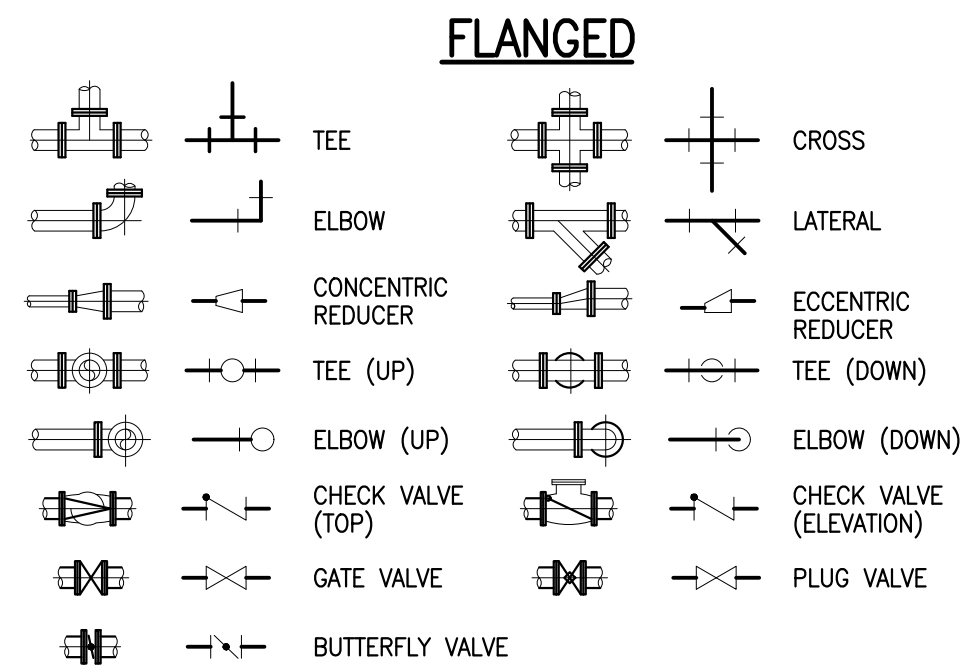 FLANGED
TEE
CROSS
ELBOW
LATERAL
CONCENTRIC
REDUCER
ECCENTRIC
REDUCER
TEE (UP)
TEE (DOWN)
ELBOW (UP)
ELBOW (DOWN)
CHECK VALVE
(TOP)
CHECK VALVE
(ELEVATION)
GATE VALVE
PLUG VALVE
BUTTERFLY VALVE